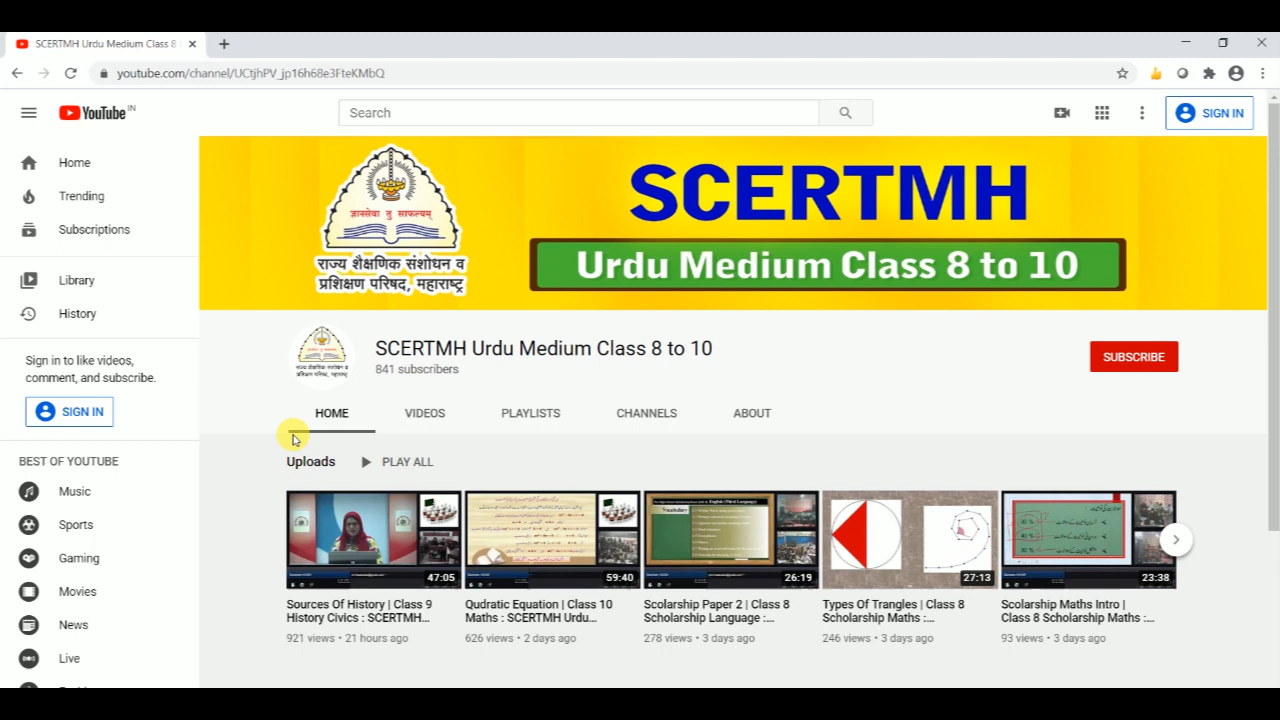 SCERTMH Urdu Medium Class 8
youtube.com/channel/UCtjhPV_jp16h68e3FteKMbQ
YouTube IN
Search
SIGN IN
Home
Trending
Subscriptions
Library
History
Sign in to like videos,
comment, and subscribe.
SIGN IN
BEST OF YOUTUBE
Music
Sports
Gaming
Movies
News
Live
ज्ञानसेवा तु साफल्यम्
राज्य शैक्षणिक संशोधन व
प्रशिक्षण परिषद, महाराष्ट्र
SCERTMH
Urdu Medium Class 8 to 10
SCERTMH Urdu Medium Class 8 to 10
841 subscribers
SUBSCRIBE
HOME VIDEOS PLAYLISTS CHANNELS ABOUT
Uploads PLAY ALL
47:05
Sources Of History | Class 9
History Civics : SCERTMH...
921 views • 21 hours ago
59:40
Qudratic Equation | Class 10
Maths : SCERTMH Urdu...
626 views • 2 days ago
Vocabulary
26:19
Scolarship Paper 2 | Class 8
Scholarship Language :...
278 views • 3 days ago
27:13
Types Of Trangles | Class 8
Scholarship Maths :...
246 views • 3 days ago
23:38
Scolarship Maths Intro |
Class 8 Scholarship Maths :...
93 views • 3 days ago